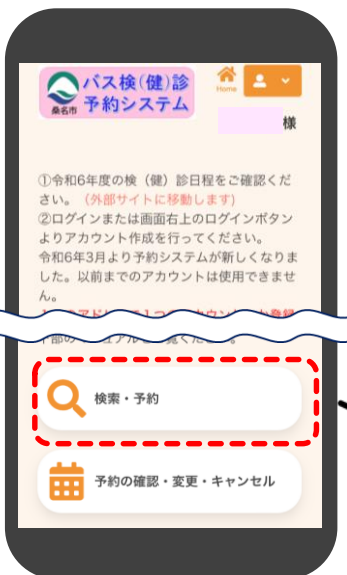 バス検(健)診
予約システム
桑名市
Home
様
①令和6年度の検（健）診日程をご確認くだ
さい。（外部サイトに移動します)
②ログインまたは画面右上のログインボタン
よりアカウント作成を行ってください。
令和6年3月より予約システムが新しくなりま
した。以前までのアカウントは使用できませ
ん。
検索・予約
予約の確認・変更・キャンセル